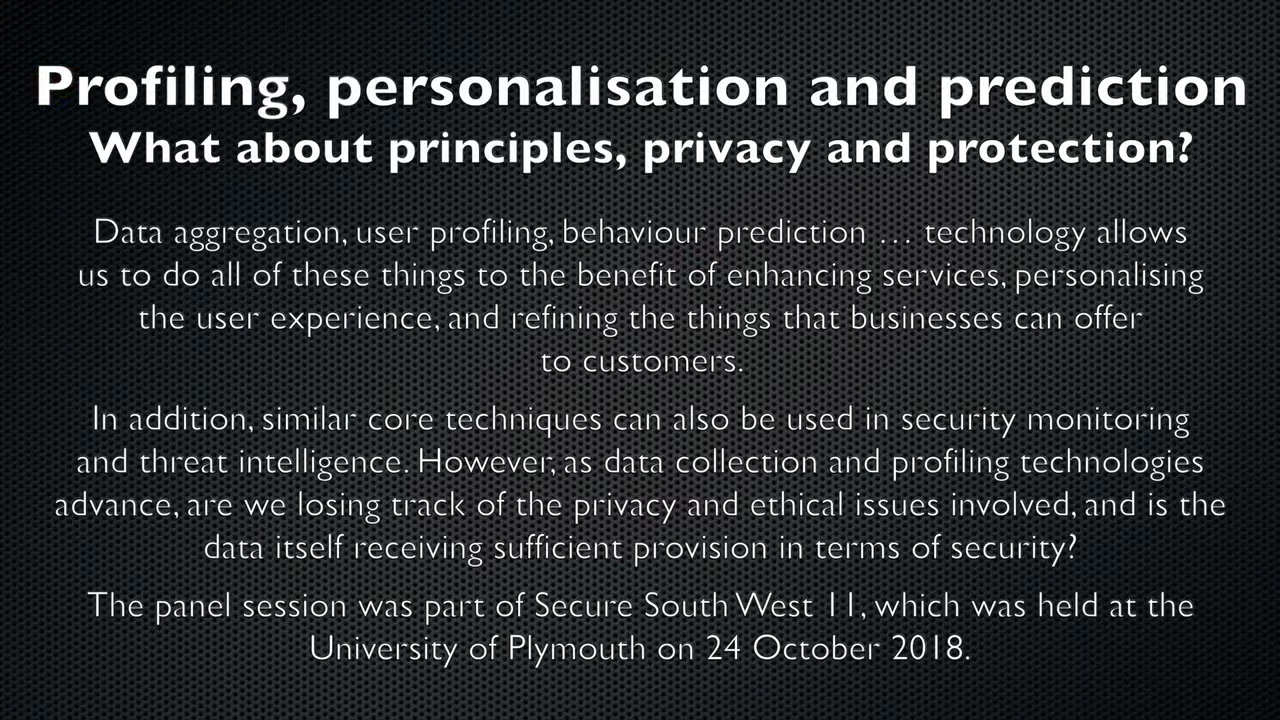 Profiling, personalisation and prediction
What about principles, privacy and protection?
Data aggregation, user profiling, behaviour prediction … technology allows
us to do all of these things to the benefit of enhancing services, personalising
the user experience, and refining the things that businesses can offer
to customers.
In addition, similar core techniques can also be used in security monitoring
and threat intelligence. However, as data collection and profiling technologies
advance, are we losing track of the privacy and ethical issues involved, and is the
data itself receiving sufficient provision in terms of security?
The panel session was part of Secure South West 11, which was held at the
University of Plymouth on 24 October 2018.